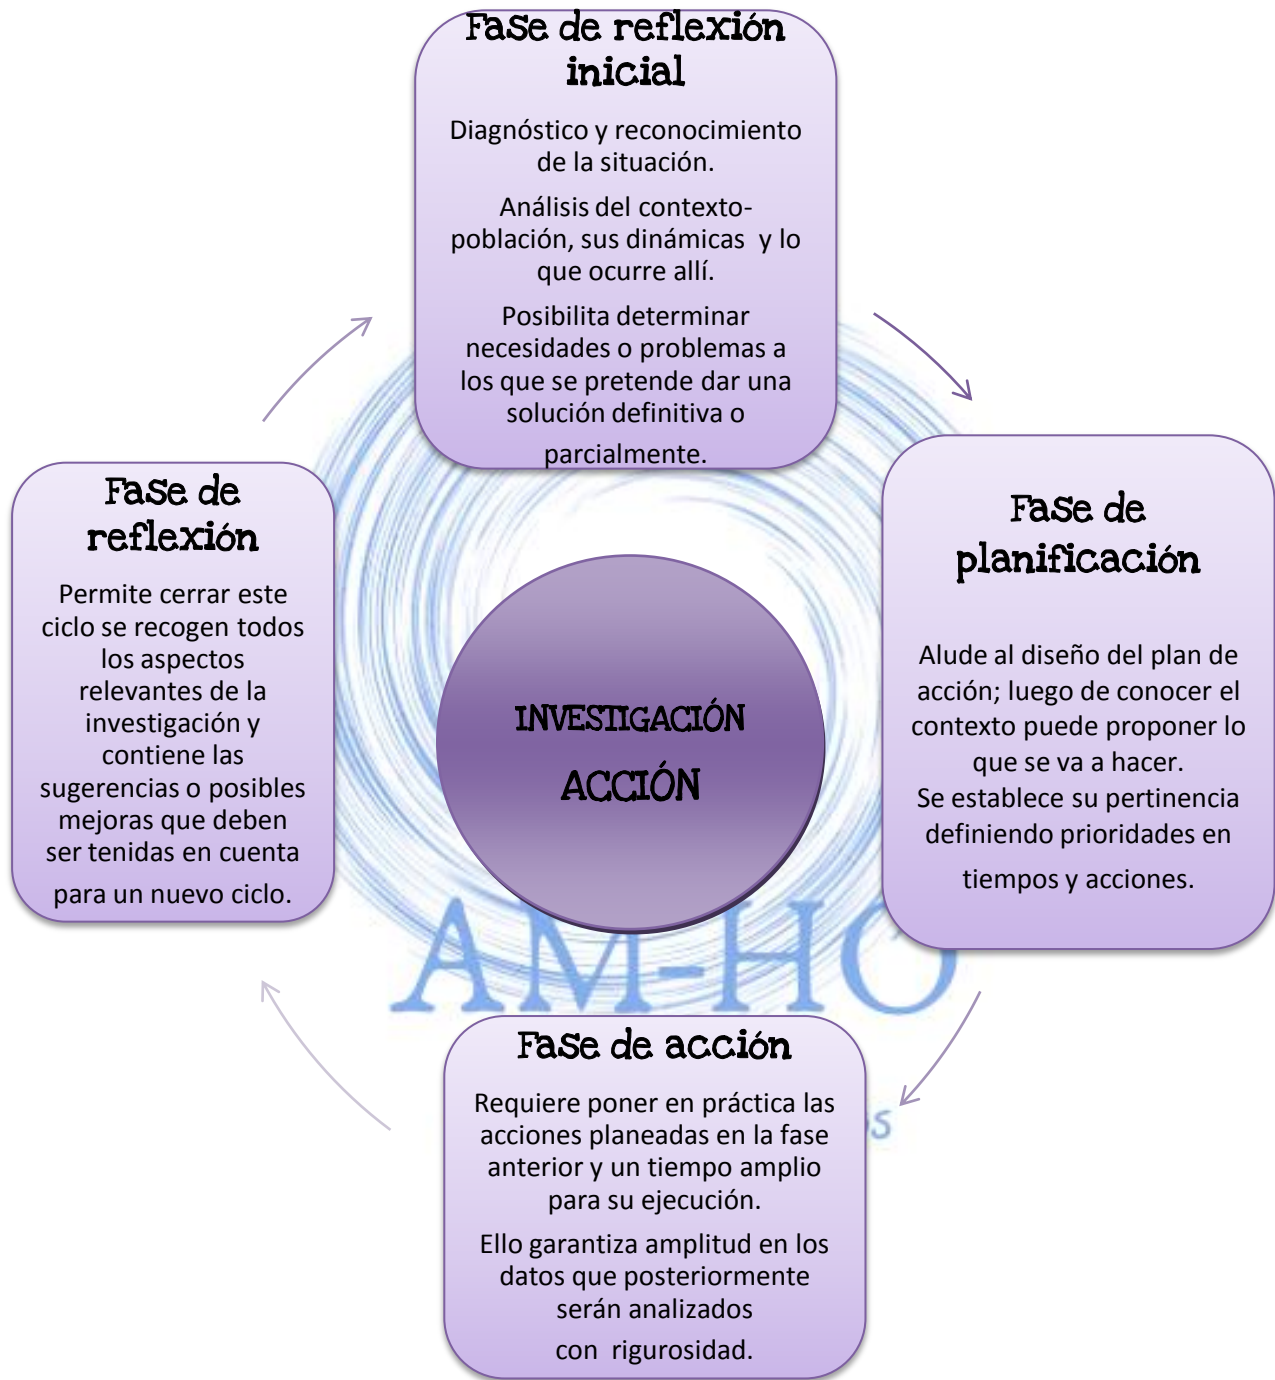 Fase de reflexión
inicial
Diagnóstico y reconocimiento
de la situación.
Análisis del contexto-
población, sus dinámicas  y lo
que ocurre allí.
Posibilita determinar
necesidades o problemas a
los que se pretende dar una
solución definitiva o
parcialmente.
Fase de
planificación
Alude al diseño del plan de
acción; luego de conocer el
contexto puede proponer lo
que se va a hacer.
Se establece su pertinencia
definiendo prioridades en
tiempos y acciones.
Fase de acción
Requiere poner en práctica las
acciones planeadas en la fase
anterior y un tiempo amplio
para su ejecución.
Ello garantiza amplitud en los
datos que posteriormente
serán analizados
con  rigurosidad.
Fase de
reflexión
Permite cerrar este
ciclo se recogen todos
los aspectos
relevantes de la
investigación y
contiene las
sugerencias o posibles
mejoras que deben
ser tenidas en cuenta
para un nuevo ciclo.
INVESTIGACIÓN
ACCIÓN
AM-HO